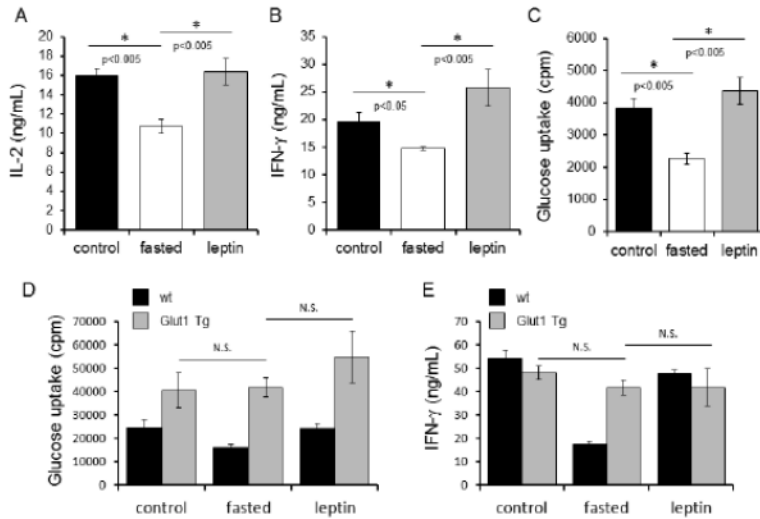 A
IL-2 (ng/mL)
20
18
16
14
12
10
8
6
4
2
0
*
p<0.005
*
p<0.005
control fasted leptin
B
IFN-γ (ng/mL)
35
30
25
20
15
10
5
0
*
p<0.05
*
p<0.005
control fasted leptin
C
Glucose uptake (cpm)
6000
5000
4000
3000
2000
1000
0
*
p<0.005
*
p<0.005
control fasted leptin
D
wt
Glut1 Tg
Glucose uptake (cpm)
70000
60000
50000
40000
30000
20000
10000
0
N.S.
N.S.
control fasted leptin
E
wt
Glut1 Tg
IFN-γ (ng/mL)
70
60
50
40
30
20
10
0
N.S.
N.S.
control fasted leptin